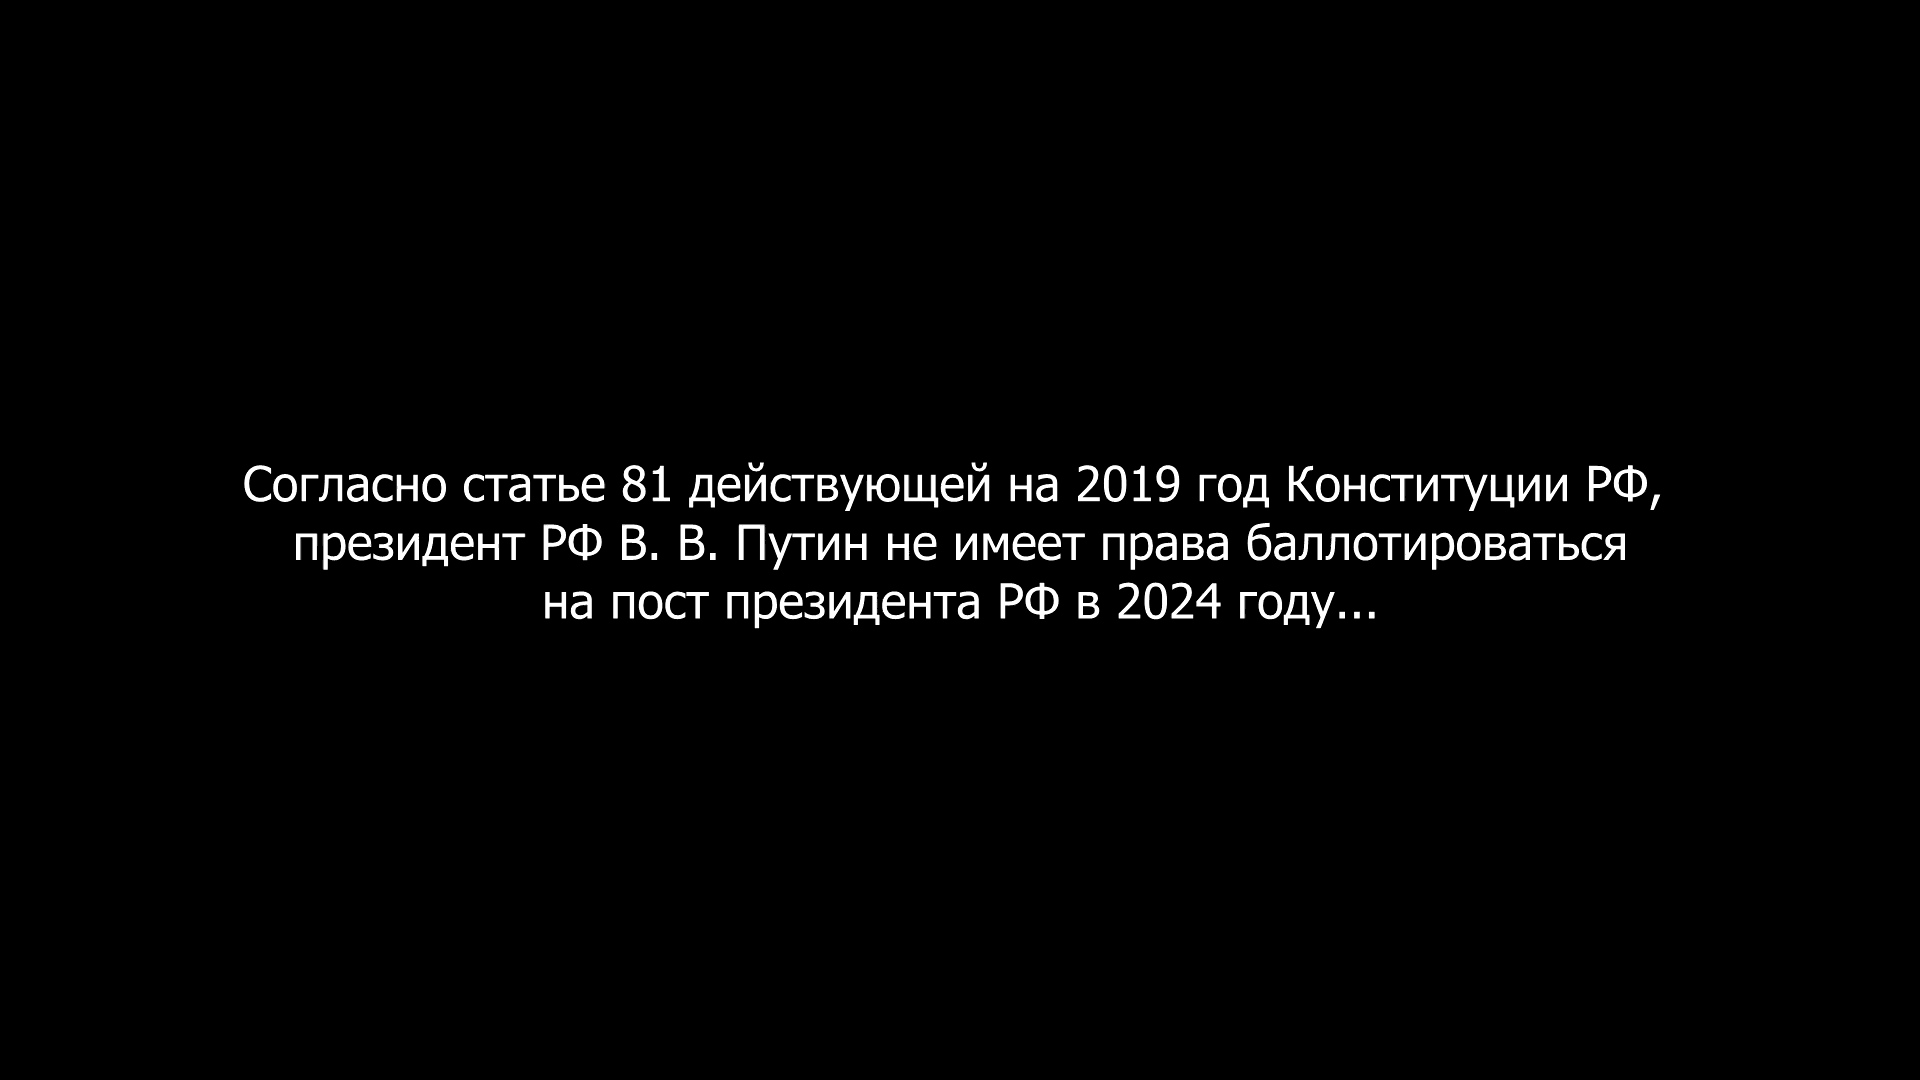 Согласно статье 81 действующей на 2019 год Конституции РФ,
президент РФ В. В. Путин не имеет права баллотироваться
на пост президента РФ в 2024 году...